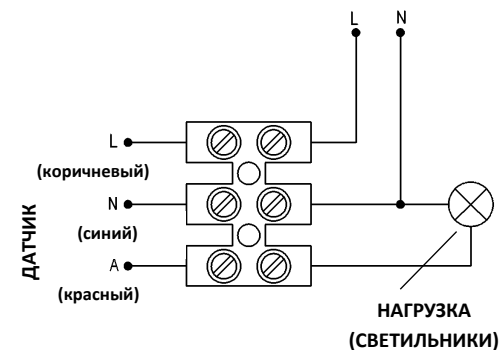 L N
L
(коричневый)
N
(синий)
A
(красный)
ДАТЧИК
НАГРУЗКА
(СВЕТИЛЬНИКИ)